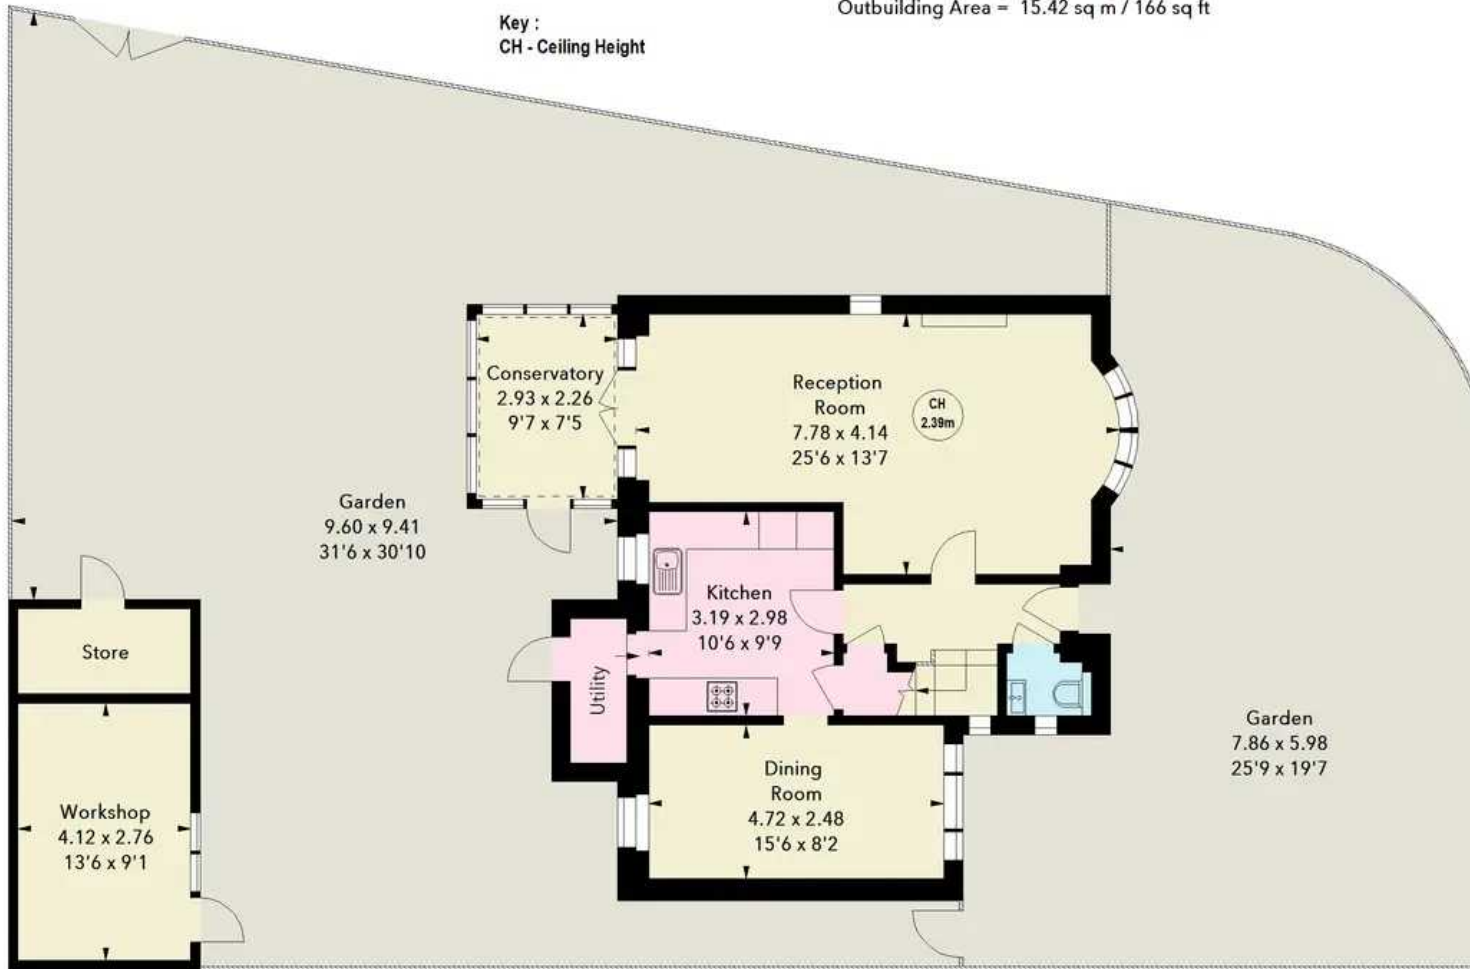 Outbuilding Area = 15.42 sq m / 166 sq ft
Key :
CH - Ceiling Height
Conservatory
2.93 x 2.26
9'7 x 7'5
Reception
Room
7.78 x 4.14
25'6 x 13'7
CH
2.39m
Garden
9.60 x 9.41
31'6 x 30'10
Kitchen
3.19 x 2.98
10'6 x 9'9
Store
Utility
Garden
7.86 x 5.98
25'9 x 19'7
Dining
Room
4.72 x 2.48
15'6 x 8'2
Workshop
4.12 x 2.76
13'6 x 9'1